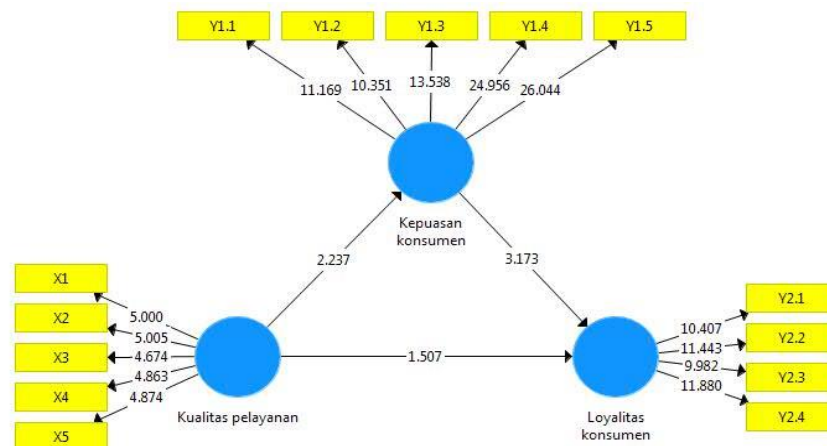 Y1.1 Y1.2 Y1.3 Y1.4 Y1.5
11.169 10.351 13.538 24.956 26.044
Kepuasan
konsumen
2.237 3.173
X1
X2
X3
X4
X5
5.000
5.005
4.674
4.863
4.874
Kualitas pelayanan
1.507
Loyalitas
konsumen
10.407
11.443
9.982
11.880
Y2.1
Y2.2
Y2.3
Y2.4